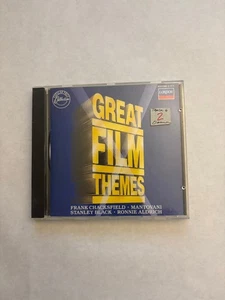 GREAT
FILM
THEMES
FRANK CHACKSFIELD · MANTOVANI
STANLEY BLACK · RONNIE ALDRICH